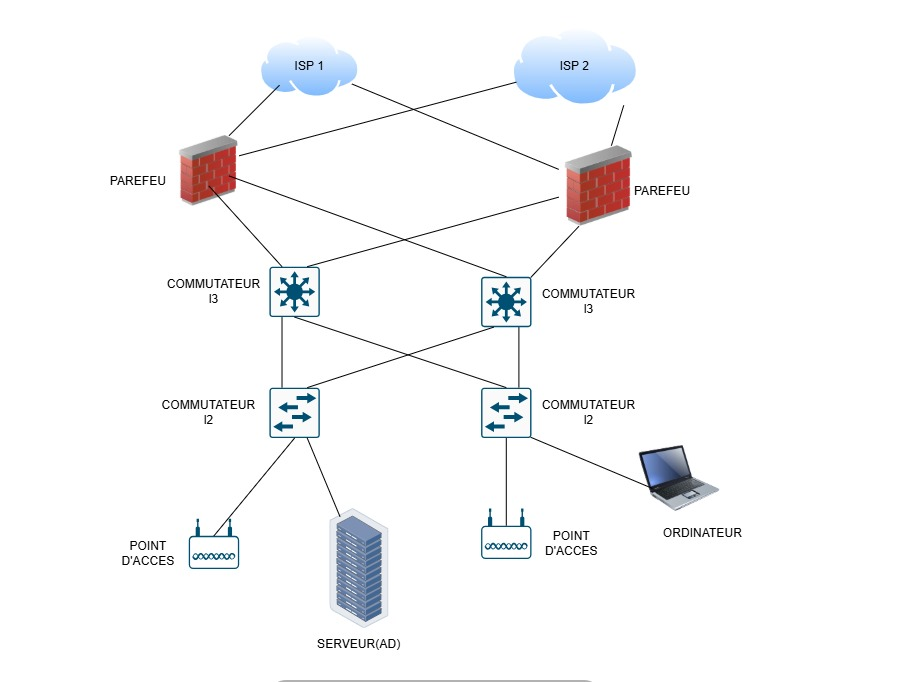 ISP 1
ISP 2
PAREFEU
PAREFEU
COMMUTATEUR
l3
COMMUTATEUR
l3
COMMUTATEUR
l2
COMMUTATEUR
l2
POINT
D'ACCES
POINT
D'ACCES
ORDINATEUR
SERVEUR(AD)